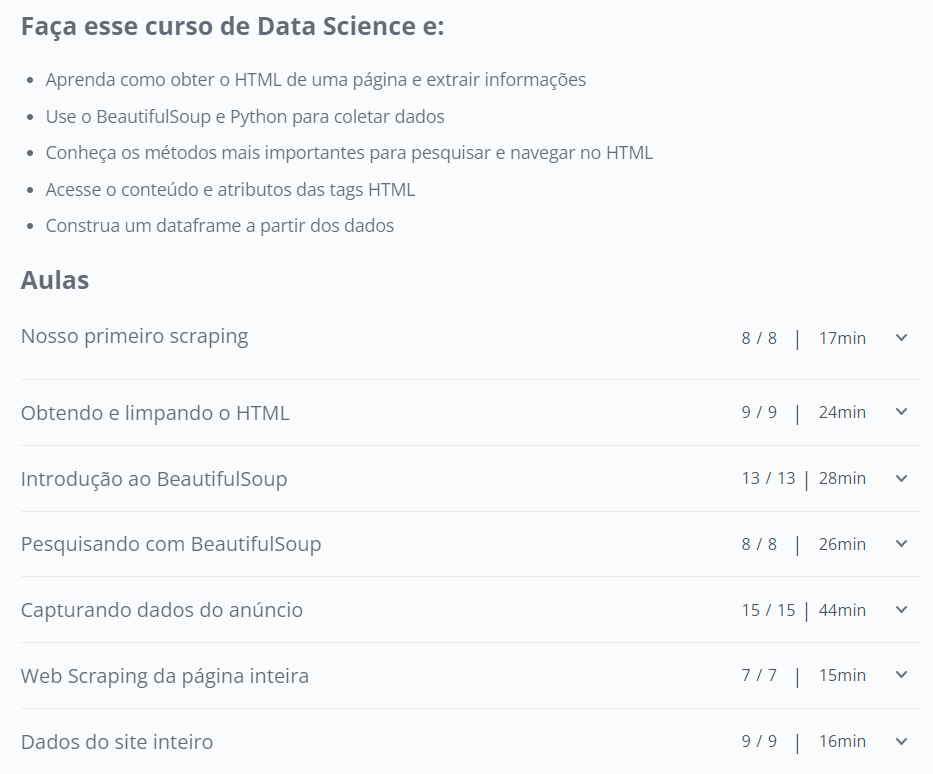 Faça esse curso de Data Science e:
• Aprenda como obter o HTML de uma página e extrair informações
• Use o BeautifulSoup e Python para coletar dados
• Conheça os métodos mais importantes para pesquisar e navegar no HTML
• Acesse o conteúdo e atributos das tags HTML
• Construa um dataframe a partir dos dados
Aulas
Nosso primeiro scraping 8 / 8 | 17min
Obtendo e limpando o HTML 9 / 9 | 24min
Introdução ao BeautifulSoup 13 / 13 | 28min
Pesquisando com BeautifulSoup 8 / 8 | 26min
Capturando dados do anúncio 15 / 15 | 44min
Web Scraping da página inteira 7 / 7 | 15min
Dados do site inteiro 9 / 9 | 16min